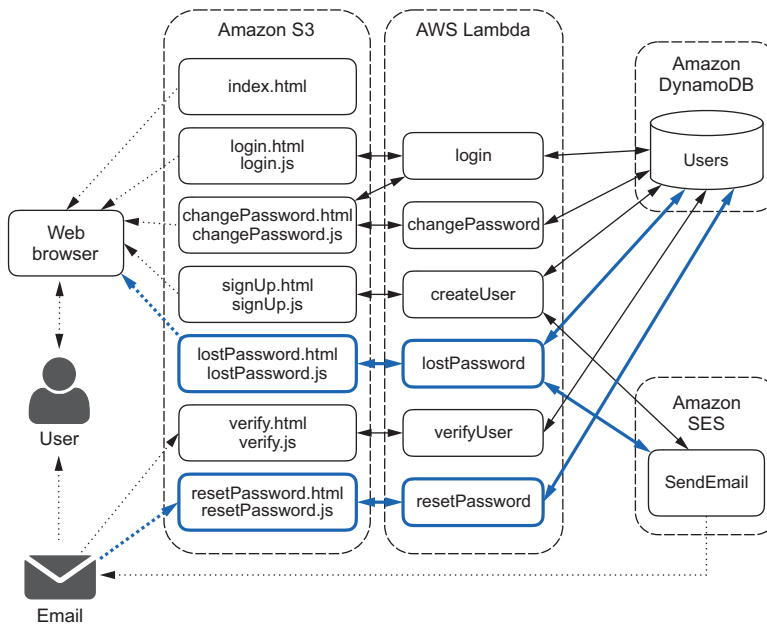 Amazon S3
AWS Lambda
Amazon
DynamoDB
index.html
login.html
login.js
login
Users
changePassword.html
changePassword.js
changePassword
Web
browser
signUp.html
signUp.js
createUser
lostPassword.html
lostPassword.js
lostPassword
User
verify.html
verify.js
verifyUser
Amazon
SES
SendEmail
resetPassword.html
resetPassword.js
resetPassword
Email